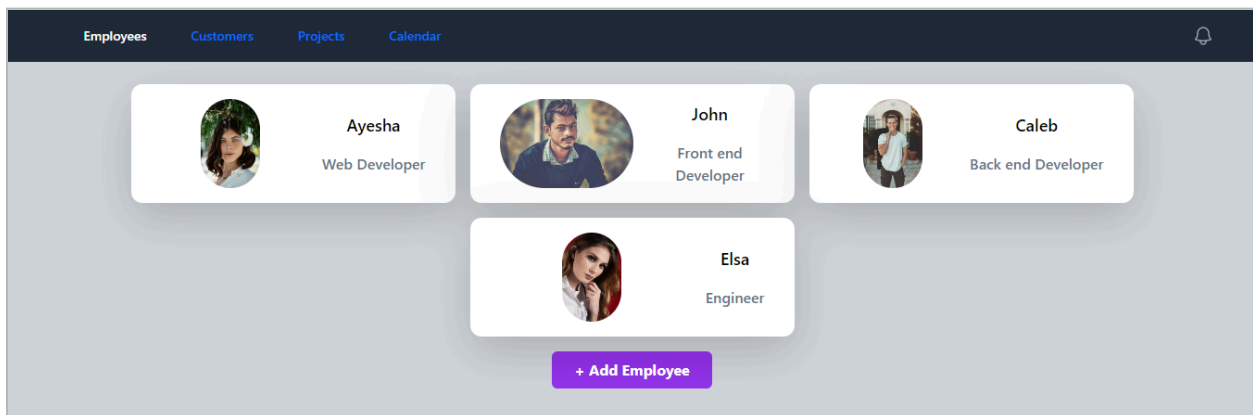 Employees Customers Projects Calendar
Ayesha
Web Developer
John
Front end
Developer
Caleb
Back end Developer
Elsa
Engineer
+ Add Employee